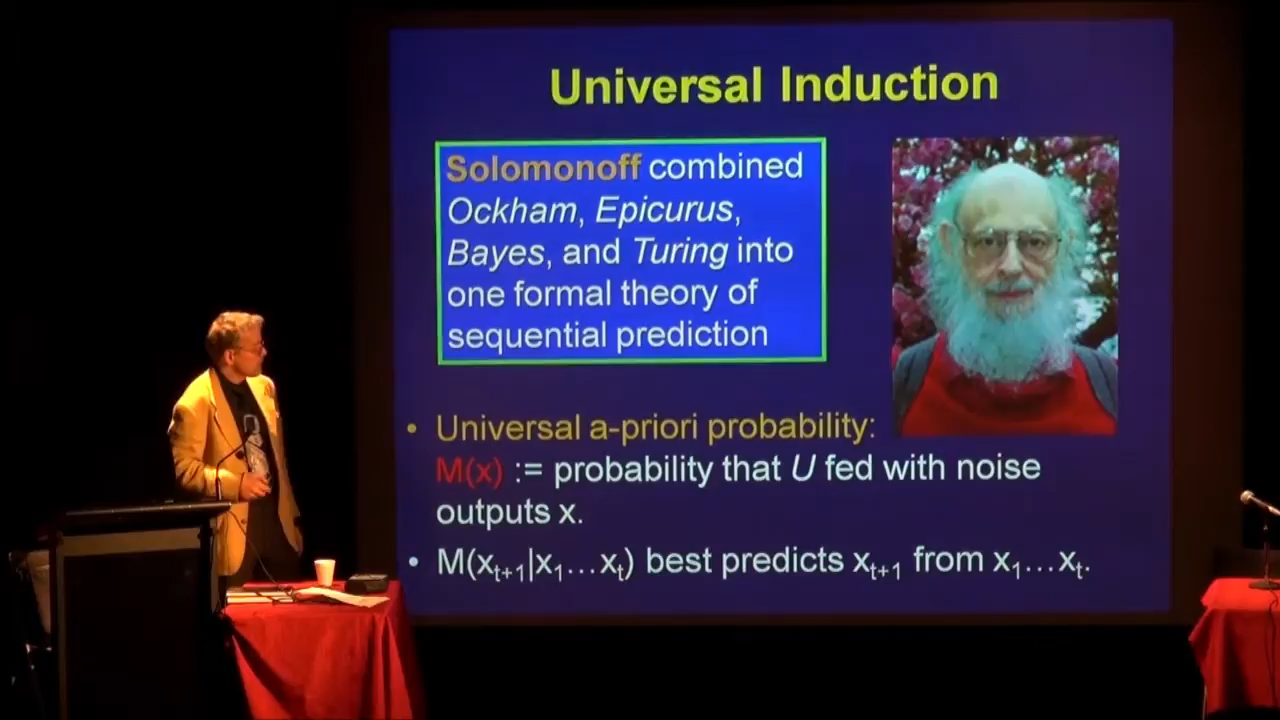 Universal Induction
Solomonoff combined
Ockham, Epicurus,
Bayes, and Turing into
one formal theory of
sequential prediction
• Universal a-priori probability:
M(x) := probability that U fed with noise
outputs x.
• M(xₜ₊₁|x₁…xₜ) best predicts xₜ₊₁ from x₁…xₜ.